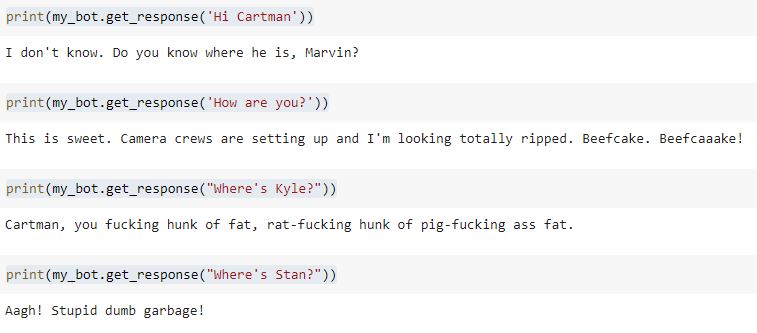 print(my_bot.get_response('Hi Cartman'))
I don't know. Do you know where he is, Marvin?
print(my_bot.get_response('How are you?'))
This is sweet. Camera crews are setting up and I'm looking totally ripped. Beefcake. Beefcaaake!
print(my_bot.get_response("Where's Kyle?"))
Cartman, you fucking hunk of fat, rat-fucking hunk of pig-fucking ass fat.
print(my_bot.get_response("Where's Stan?"))
Aagh! Stupid dumb garbage!